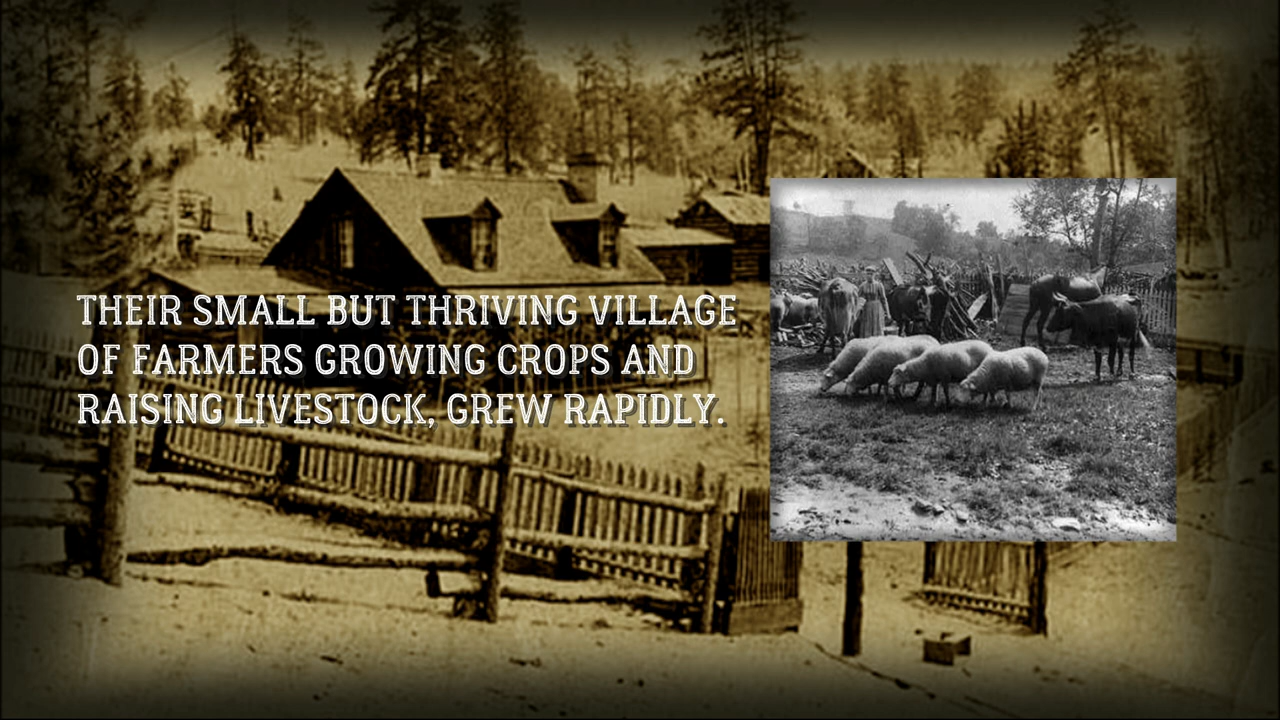 THEIR SMALL BUT THRIVING VILLAGE
OF FARMERS GROWING CROPS AND
RAISING LIVESTOCK, GREW RAPIDLY.